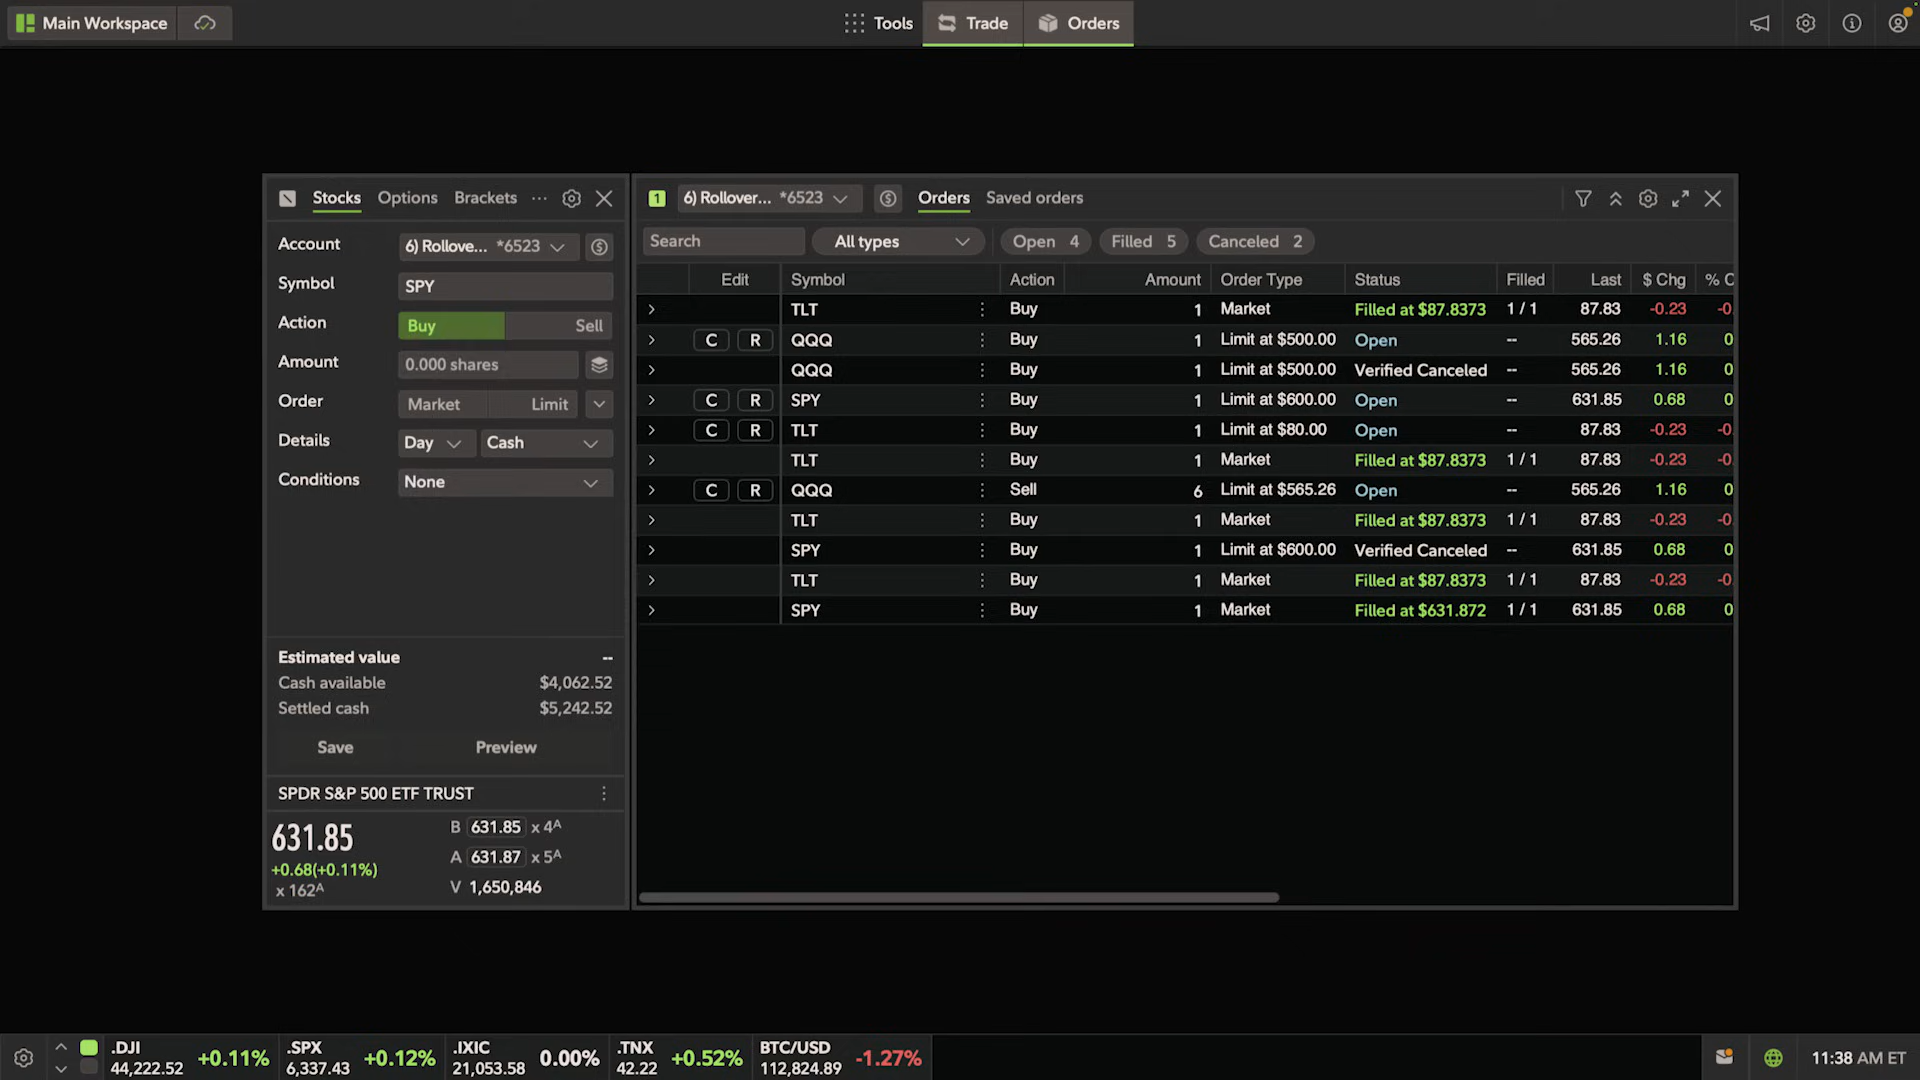 Main Workspace
Tools Trade Orders
Stocks Options Brackets ...
Account 6) Rollove... *6523
Symbol SPY
Action Buy Sell
Amount 0.000 shares
Order Market Limit
Details Day Cash
Conditions None
Estimated value --
Cash available $4,062.52
Settled cash $5,242.52
Save Preview
SPDR S&P 500 ETF TRUST
631.85
+0.68(+0.11%)
x 162A
B 631.85 x 4A
A 631.87 x 5A
V 1,650,846
1 6) Rollover... *6523 Orders Saved orders
Search All types Open 4 Filled 5 Canceled 2
Edit Symbol Action Amount Order Type Status Filled Last $ Chg % C
TLT Buy 1 Market Filled at $87.8373 1 / 1 87.83 -0.23 -0.
C R QQQ Buy 1 Limit at $500.00 Open -- 565.26 1.16 0
QQQ Buy 1 Limit at $500.00 Verified Canceled -- 565.26 1.16 0
C R SPY Buy 1 Limit at $600.00 Open -- 631.85 0.68 0
C R TLT Buy 1 Limit at $80.00 Open -- 87.83 -0.23 -0.
TLT Buy 1 Market Filled at $87.8373 1 / 1 87.83 -0.23 -0.
C R QQQ Sell 6 Limit at $565.26 Open -- 565.26 1.16 0
TLT Buy 1 Market Filled at $87.8373 1 / 1 87.83 -0.23 -0.
SPY Buy 1 Limit at $600.00 Verified Canceled -- 631.85 0.68 0
TLT Buy 1 Market Filled at $87.8373 1 / 1 87.83 -0.23 -0.
SPY Buy 1 Market Filled at $631.872 1 / 1 631.85 0.68 0
.DJI 44,222.52 +0.11%
.SPX 6,337.43 +0.12%
.IXIC 21,053.58 0.00%
.TNX 42.22 +0.52%
BTC/USD 112,824.89 -1.27%
11:38 AM ET